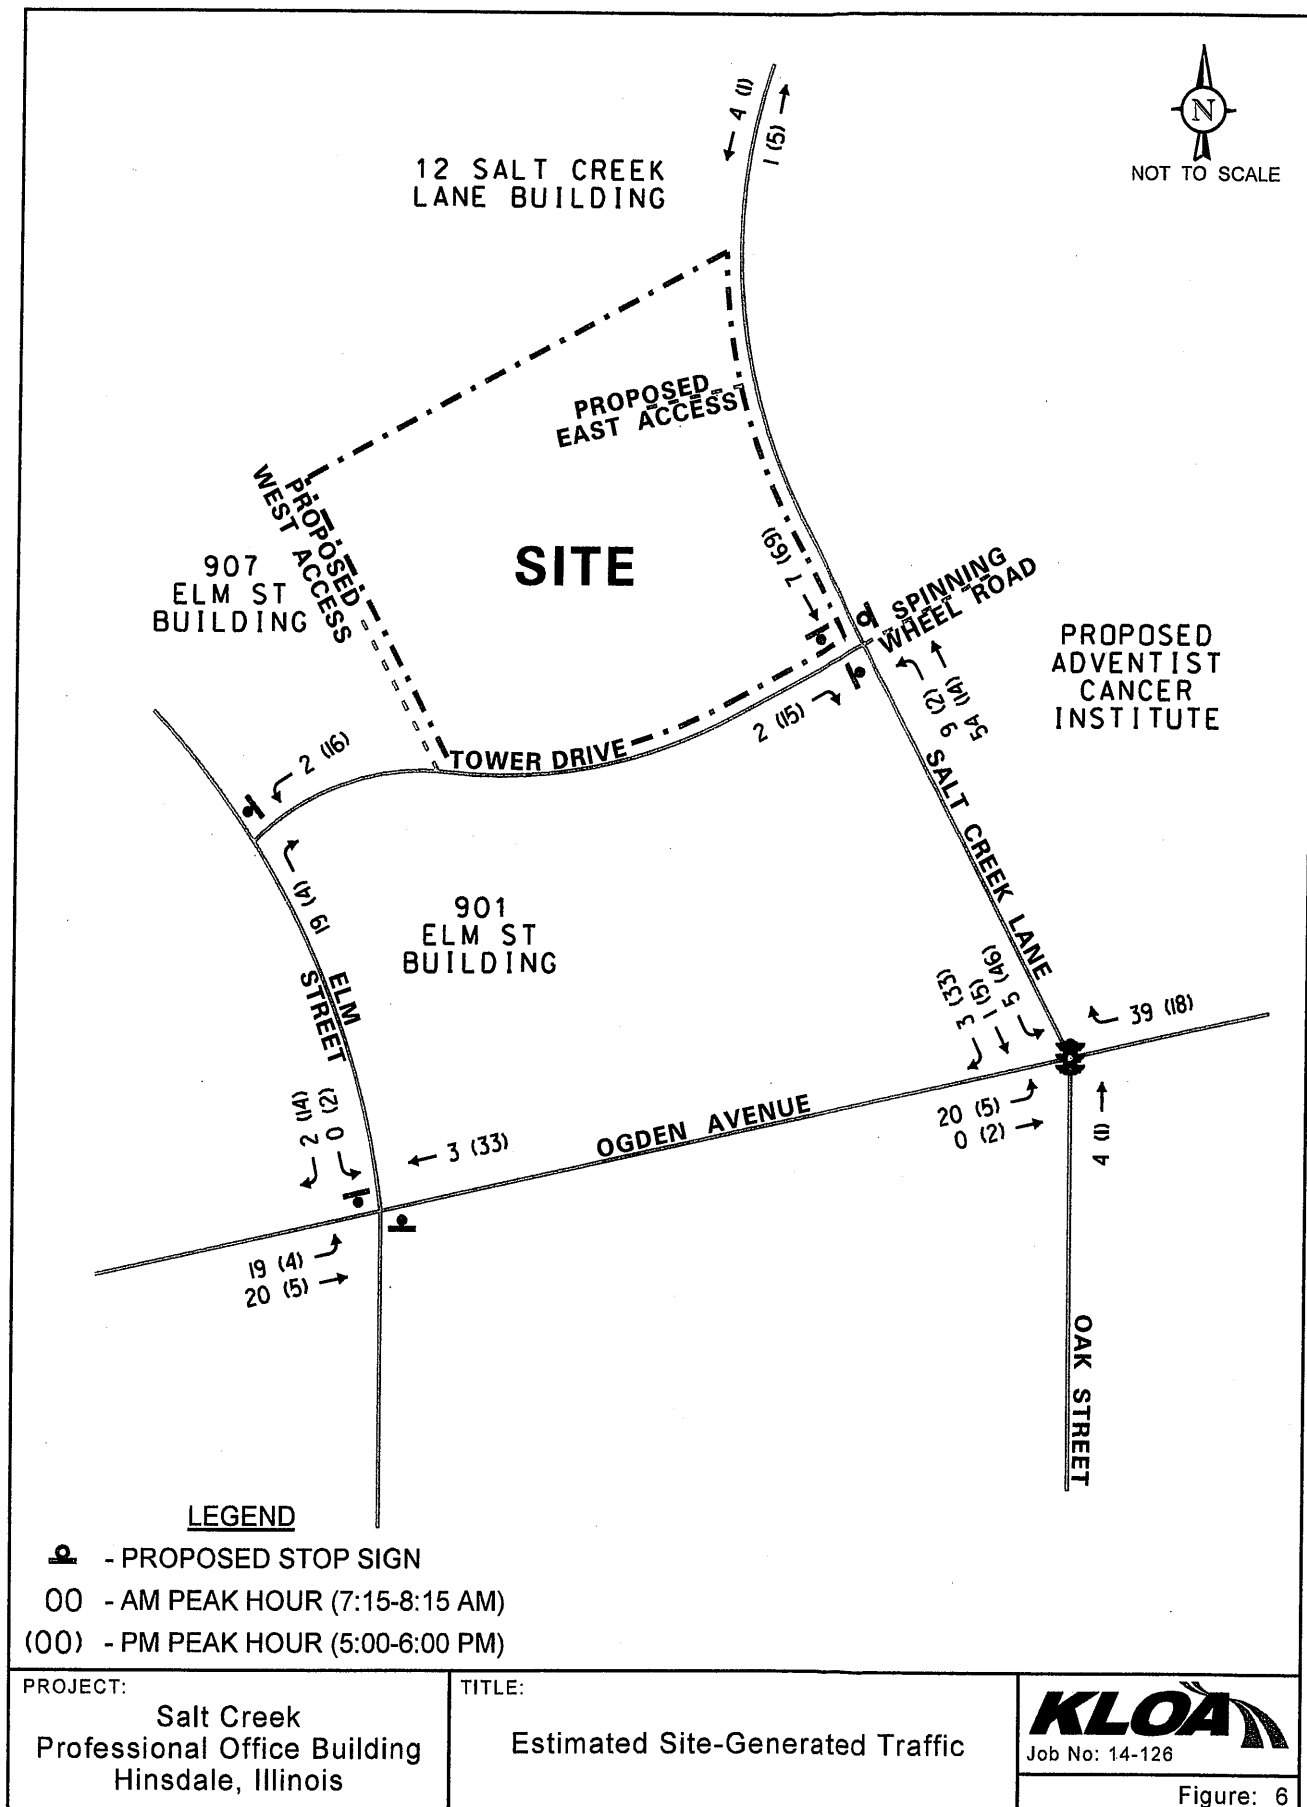 4 (1)
1 (5)
N
NOT TO SCALE
12 SALT CREEK
LANE BUILDING
PROPOSED
EAST ACCESS
PROPOSED
WEST ACCESS
SITE
907
ELM ST
BUILDING
7 (69)
SPINNING
WHEEL ROAD
PROPOSED
ADVENTIST
CANCER
INSTITUTE
9 (2)
54 (14)
2 (15)
TOWER DRIVE
2 (16)
19 (4)
901
ELM ST
BUILDING
SALT CREEK LANE
ELM
STREET
3 (33)
1 (5)
5 (46)
39 (18)
2 (14)
0 (2)
3 (33)
OGDEN AVENUE
20 (5)
0 (2)
4 (1)
19 (4)
20 (5)
OAK STREET
LEGEND
- PROPOSED STOP SIGN
00 - AM PEAK HOUR (7:15-8:15 AM)
(00) - PM PEAK HOUR (5:00-6:00 PM)
PROJECT:
Salt Creek
Professional Office Building
Hinsdale, Illinois
TITLE:
Estimated Site-Generated Traffic
KLOA
Job No: 14-126
Figure: 6